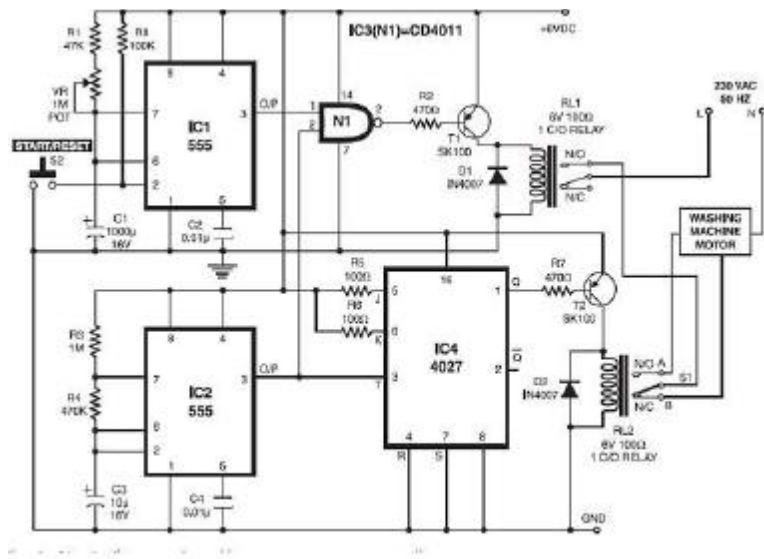 R1
47K
R8
100K
IC3(N1)=CD4011
+6VDC
8
4
14
VR
1M
POT
7
IC1
555
3
O/P
1
2
N1
2
R2
470Ω
T1
SK100
RL1
6V 100Ω
1 C/O RELAY
230 VAC
50 HZ
L
N
START/RESET
S2
6
2
7
D1
IN4007
N/O
N/C
1
5
C1
1000µ
16V
C2
0.01µ
WASHING
MACHINE
MOTOR
R5
100Ω
R6
100Ω
J
K
5
6
16
1
Q
R7
470Ω
T2
SK100
R3
1M
8
4
7
IC2
555
3
O/P
T
3
IC4
4027
2
Q
R4
470K
6
2
D2
IN4007
N/O
A
S1
N/C
B
RL2
6V 100Ω
1 C/O RELAY
4
7
8
R
S
1
5
C3
10µ
16V
C4
0.01µ
GND